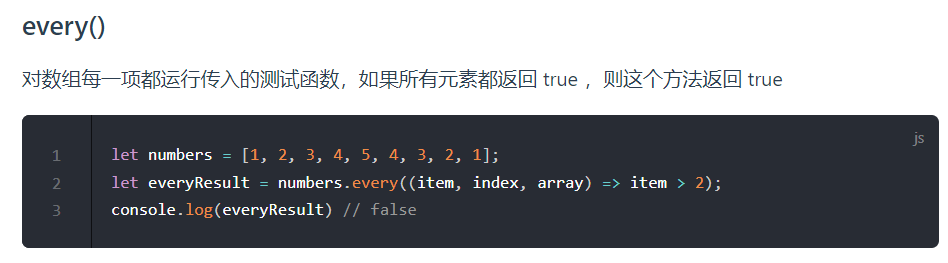 every()
对数组每一项都运行传入的测试函数，如果所有元素都返回 true ，则这个方法返回 true
js
1 let numbers = [1, 2, 3, 4, 5, 4, 3, 2, 1];
2 let everyResult = numbers.every((item, index, array) => item > 2);
3 console.log(everyResult) // false